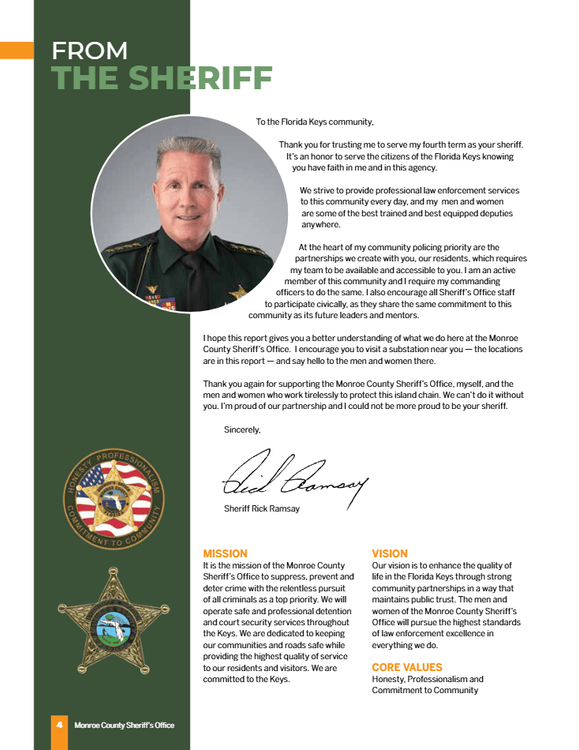 FROM
THE SHERIFF
To the Florida Keys community,
Thank you for trusting me to serve my fourth term as your sheriff.
It's an honor to serve the citizens of the Florida Keys knowing
you have faith in me and in this agency.
We strive to provide professional law enforcement services
to this community every day, and my men and women
are some of the best trained and best equipped deputies
anywhere.
At the heart of my community policing priority are the
partnerships we create with you, our residents, which requires
my team to be available and accessible to you. I am an active
member of this community and I require my commanding
officers to do the same. I also encourage all Sheriff's Office staff
to participate civically, as they share the same commitment to this
community as its future leaders and mentors.
I hope this report gives you a better understanding of what we do here at the Monroe
County Sheriff's Office. I encourage you to visit a substation near you — the locations
are in this report — and say hello to the men and women there.
Thank you again for supporting the Monroe County Sheriff's Office, myself, and the
men and women who work tirelessly to protect this island chain. We can't do it without
you. I'm proud of our partnership and I could not be more proud to be your sheriff.
Sincerely,
Rick Ramsay
Sheriff Rick Ramsay
HONESTY PROFESSIONALISM
COMMITMENT TO COMMUNITY
MISSION
It is the mission of the Monroe County
Sheriff's Office to suppress, prevent and
deter crime with the relentless pursuit
of all criminals as a top priority. We will
operate safe and professional detention
and court security services throughout
the Keys. We are dedicated to keeping
our communities and roads safe while
providing the highest quality of service
to our residents and visitors. We are
committed to the Keys.
VISION
Our vision is to enhance the quality of
life in the Florida Keys through strong
community partnerships in a way that
maintains public trust. The men and
women of the Monroe County Sheriff's
Office will pursue the highest standards
of law enforcement excellence in
everything we do.
CORE VALUES
Honesty, Professionalism and
Commitment to Community
4 Monroe County Sheriff's Office